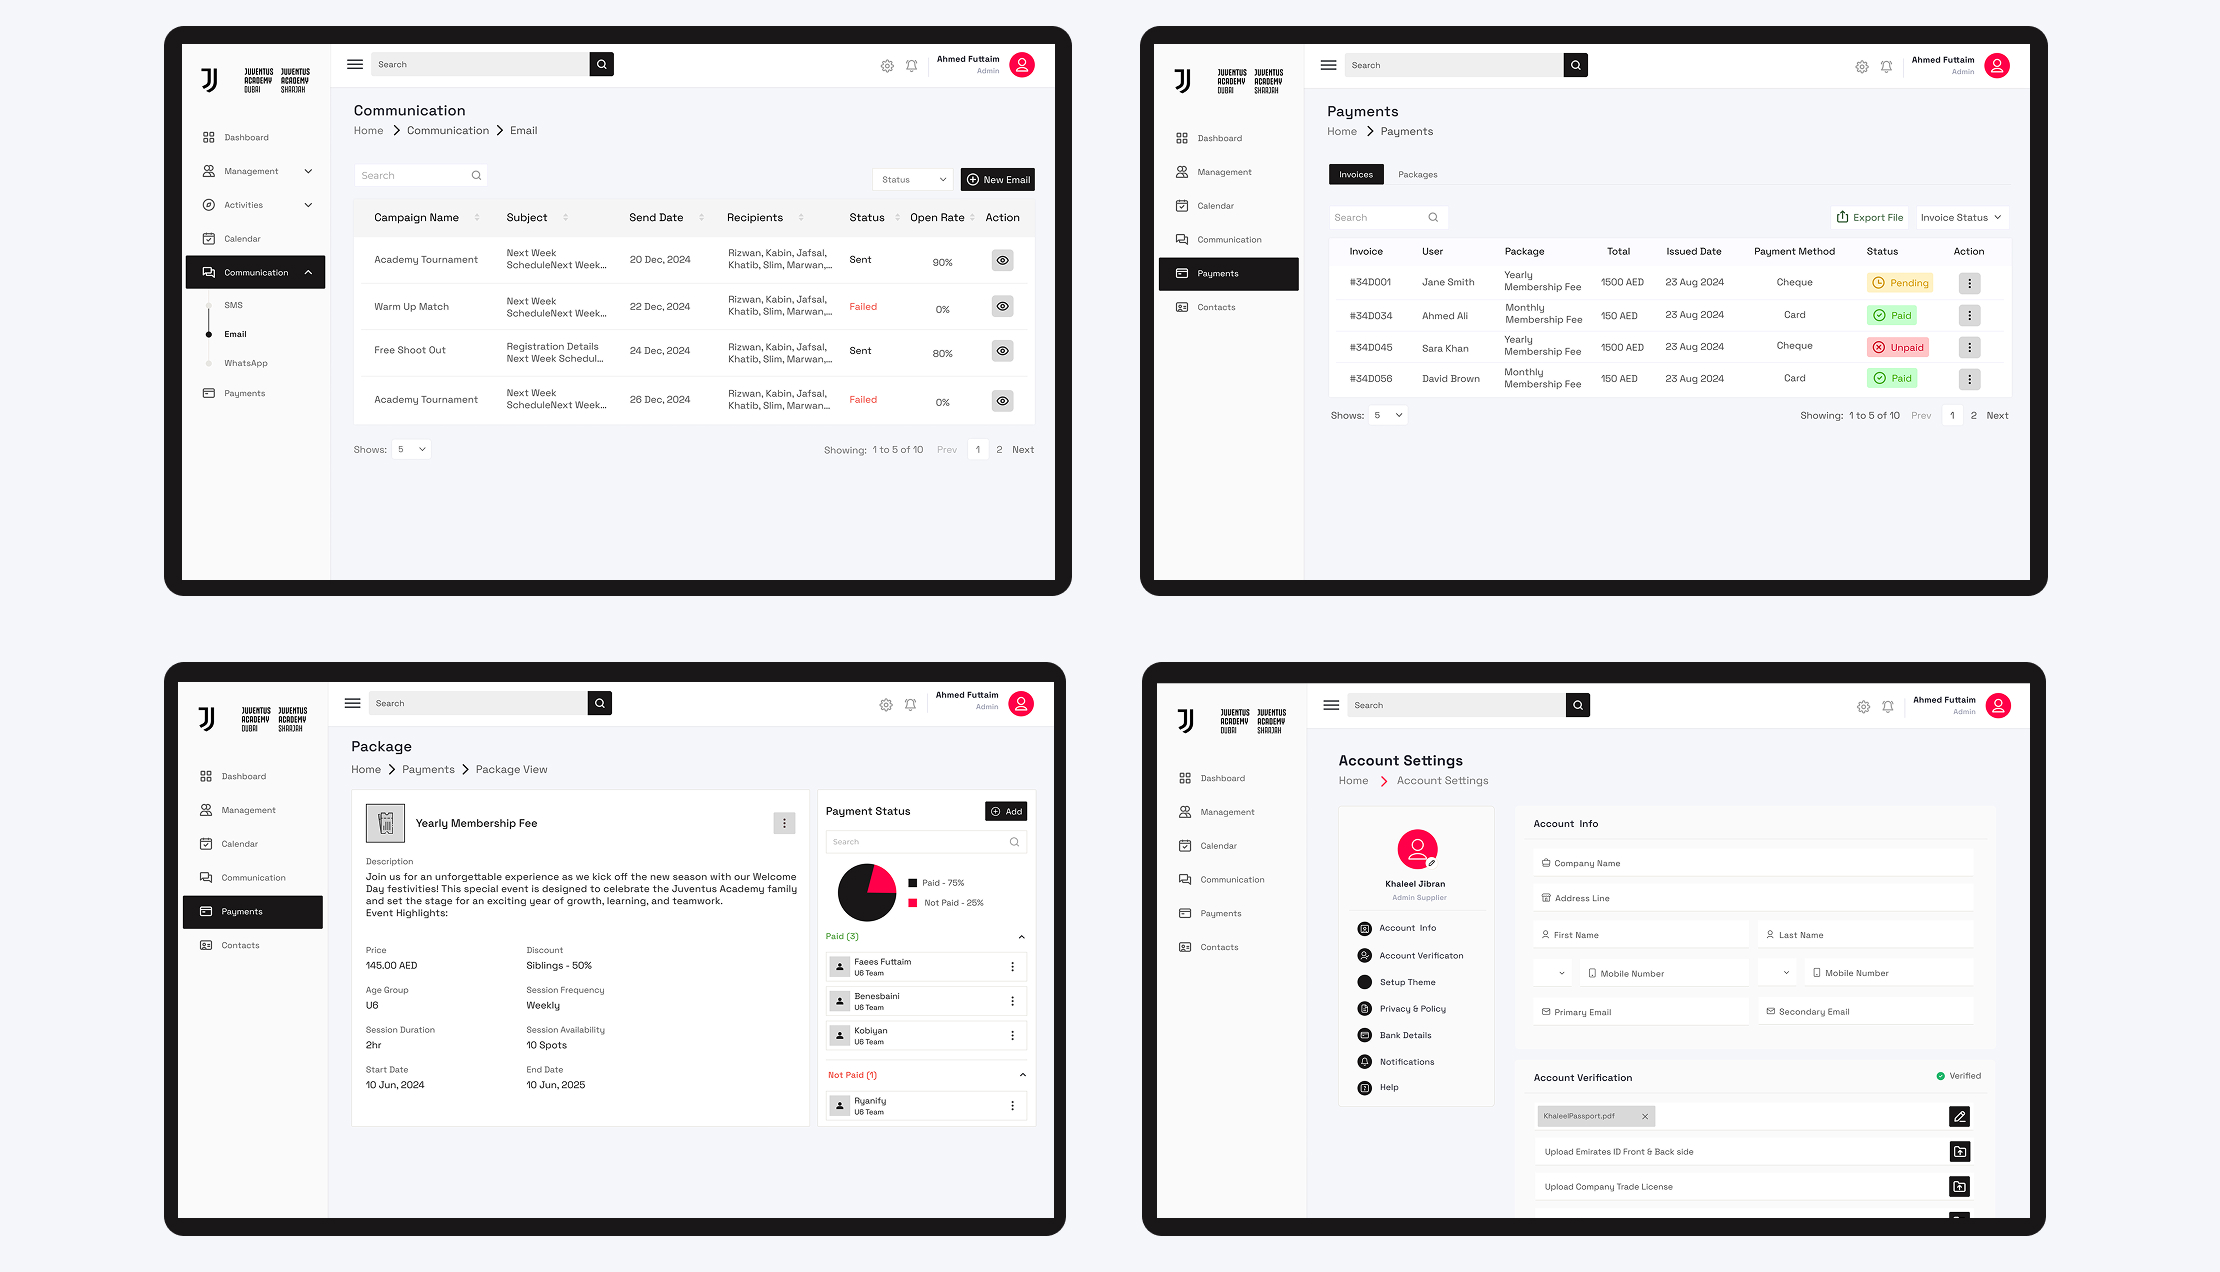 JUVENTUS ACADEMY DUBAI
JUVENTUS ACADEMY SHARJAH
Search
Ahmed Futtaim
Admin
Dashboard
Management
Activities
Calendar
Communication
SMS
Email
WhatsApp
Payments
Communication
Home Communication Email
Search
Status
New Email
Campaign Name Subject Send Date Recipients Status Open Rate Action
Academy Tournament Next Week ScheduleNext Week... 20 Dec, 2024 Rizwan, Kabin, Jafsal, Khatib, Slim, Marwan,... Sent 90%
Warm Up Match Next Week ScheduleNext Week... 22 Dec, 2024 Rizwan, Kabin, Jafsal, Khatib, Slim, Marwan,... Failed 0%
Free Shoot Out Registration Details Next Week Schedul... 24 Dec, 2024 Rizwan, Kabin, Jafsal, Khatib, Slim, Marwan,... Sent 80%
Academy Tournament Next Week ScheduleNext Week... 26 Dec, 2024 Rizwan, Kabin, Jafsal, Khatib, Slim, Marwan... Failed 0%
Shows: 5
Showing: 1 to 5 of 10 Prev 1 2 Next
JUVENTUS ACADEMY DUBAI
JUVENTUS ACADEMY SHARJAH
Search
Ahmed Futtaim
Admin
Dashboard
Management
Calendar
Communication
Payments
Contacts
Payments
Home Payments
Invoices Packages
Search
Export File
Invoice Status
Invoice User Package Total Issued Date Payment Method Status Action
#34D001 Jane Smith Yearly Membership Fee 1500 AED 23 Aug 2024 Cheque Pending
#34D034 Ahmed Ali Monthly Membership Fee 150 AED 23 Aug 2024 Card Paid
#34D045 Sara Khan Yearly Membership Fee 1500 AED 23 Aug 2024 Cheque Unpaid
#34D056 David Brown Monthly Membership Fee 150 AED 23 Aug 2024 Card Paid
Shows: 5
Showing: 1 to 5 of 10 Prev 1 2 Next
JUVENTUS ACADEMY DUBAI
JUVENTUS ACADEMY SHARJAH
Search
Ahmed Futtaim
Admin
Dashboard
Management
Calendar
Communication
Payments
Contacts
Package
Home Payments Package View
Yearly Membership Fee
Description
Join us for an unforgettable experience as we kick off the new season with our Welcome
Day festivities! This special event is designed to celebrate the Juventus Academy family
and set the stage for an exciting year of growth, learning, and teamwork.
Event Highlights:
Price
145.00 AED
Discount
Siblings - 50%
Age Group
U6
Session Frequency
Weekly
Session Duration
2hr
Session Availability
10 Spots
Start Date
10 Jun, 2024
End Date
10 Jun, 2025
Payment Status
Add
Search
Paid - 75%
Not Paid - 25%
Paid (3)
Faees Futtaim
U6 Team
Benesbaini
U6 Team
Kobiyan
U6 Team
Not Paid (1)
Ryanify
U6 Team
JUVENTUS ACADEMY DUBAI
JUVENTUS ACADEMY SHARJAH
Search
Ahmed Futtaim
Admin
Dashboard
Management
Calendar
Communication
Payments
Contacts
Account Settings
Home Account Settings
Khaleel Jibran
Admin Supplier
Account Info
Account Verificaton
Setup Theme
Privacy & Policy
Bank Details
Notifications
Help
Account Info
Company Name
Address Line
First Name
Last Name
Mobile Number
Mobile Number
Primary Email
Secondary Email
Account Verification
Verified
KhaleelPassport.pdf
Upload Emirates ID Front & Back side
Upload Company Trade License